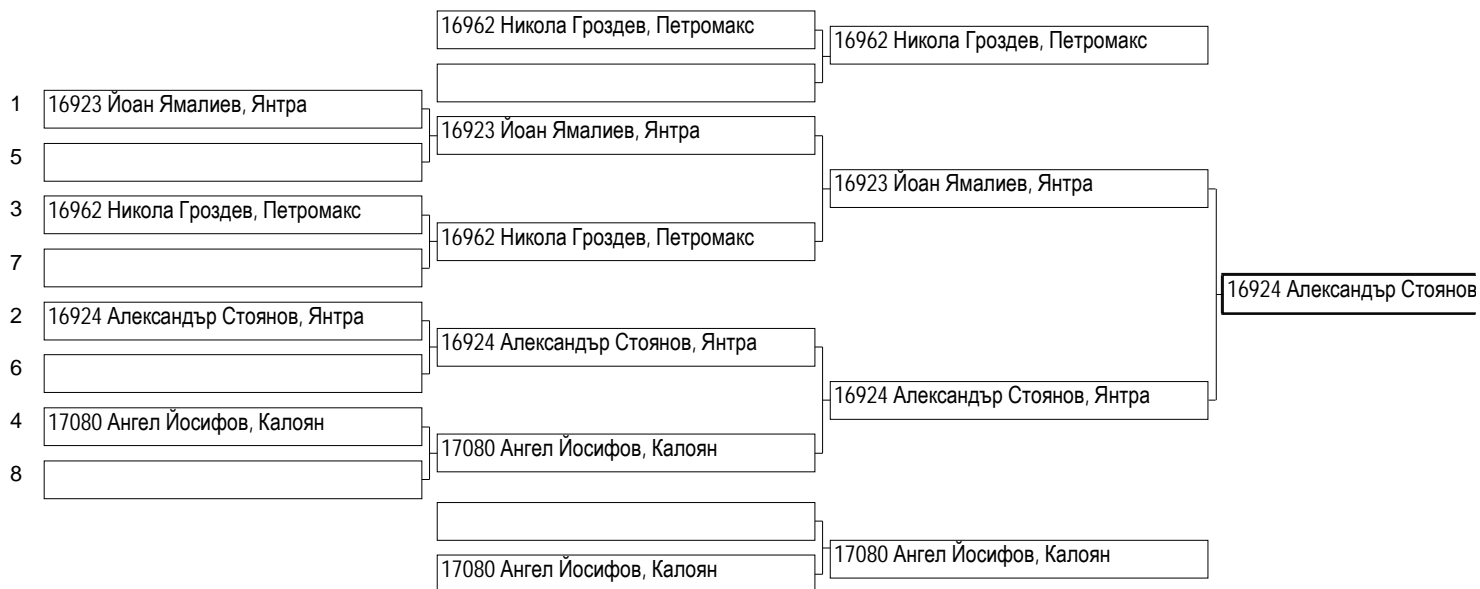 16962 Никола Гроздев, Петромакс
16962 Никола Гроздев, Петромакс
1 16923 Йоан Ямалиев, Янтра
16923 Йоан Ямалиев, Янтра
5
16923 Йоан Ямалиев, Янтра
3 16962 Никола Гроздев, Петромакс
16962 Никола Гроздев, Петромакс
7
16924 Александър Стоянов
2 16924 Александър Стоянов, Янтра
16924 Александър Стоянов, Янтра
6
16924 Александър Стоянов, Янтра
4 17080 Ангел Йосифов, Калоян
17080 Ангел Йосифов, Калоян
8
17080 Ангел Йосифов, Калоян
17080 Ангел Йосифов, Калоян